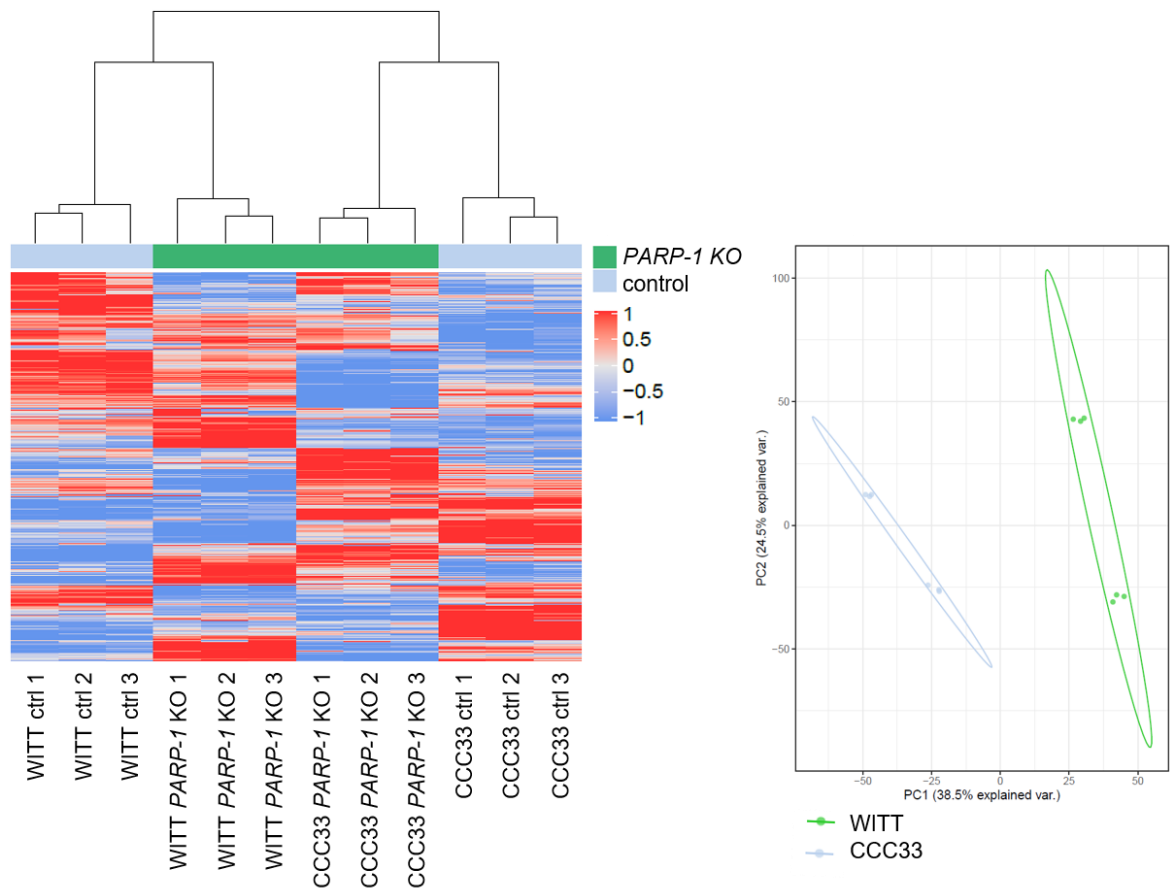 PARP-1 KO
control
1
0.5
0
−0.5
−1
WITT ctrl 1
WITT ctrl 2
WITT ctrl 3
WITT PARP-1 KO 1
WITT PARP-1 KO 2
WITT PARP-1 KO 3
CCC33 PARP-1 KO 1
CCC33 PARP-1 KO 2
CCC33 PARP-1 KO 3
CCC33 ctrl 1
CCC33 ctrl 2
CCC33 ctrl 3
PC2 (24.5% explained var.)
100
50
0
−50
−50
−25
0
25
50
PC1 (38.5% explained var.)
WITT
CCC33